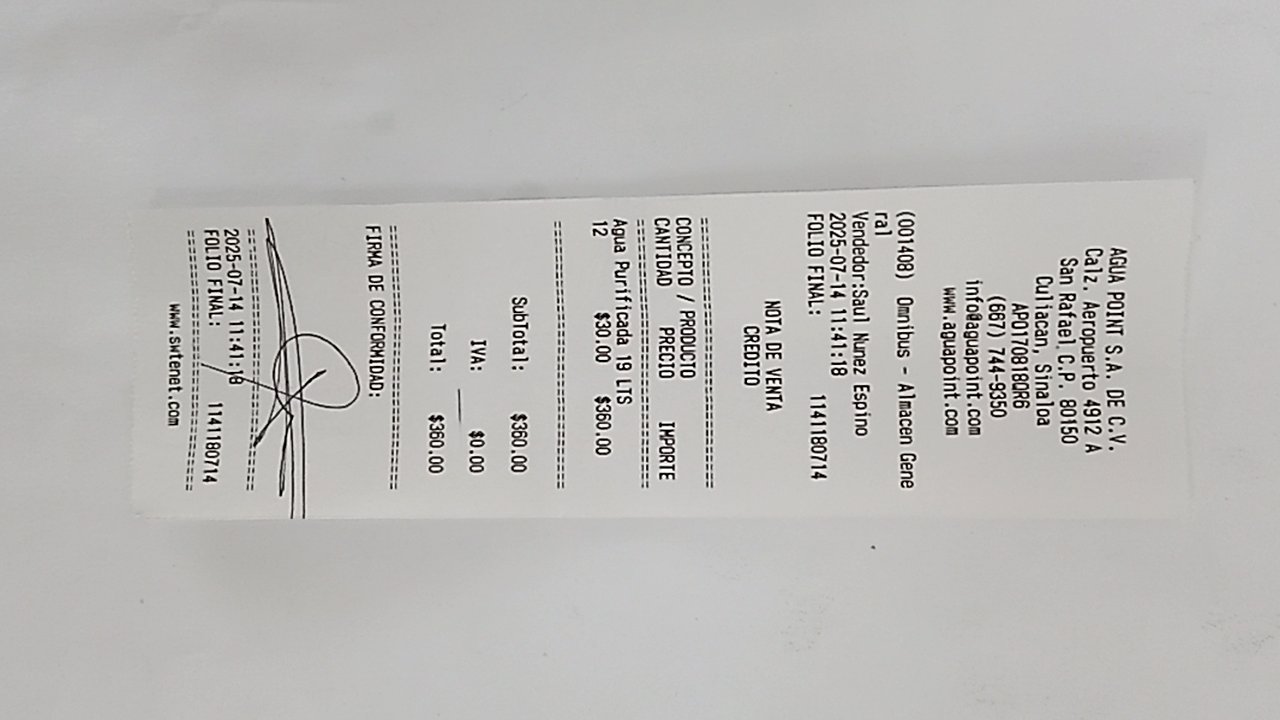 AGUA POINT S.A. DE C.V.
Calz. Aeropuerto 4912 A
San Rafael C.P. 80150
Culiacan, Sinaloa
APO170818QR6
(667) 744-9350
info@aguapoint.com
www.aguapoint.com
(001408) Omnibus - Almacen Gene
ral
Vendedor:Saul Nunez Espino
2025-07-14 11:41:18
FOLIO FINAL: 1141180714
NOTA DE VENTA
CREDITO
===============================
CONCEPTO / PRODUCTO
CANTIDAD PRECIO IMPORTE
===============================
Agua Purificada 19 LTS
12 $30.00 $360.00
===============================
SubTotal: $360.00
IVA: $0.00
Total: $360.00
===============================
FIRMA DE CONFORMIDAD:
===============================
2025-07-14 11:41:18
FOLIO FINAL: 1141180714
===============================
www.swtenet.com